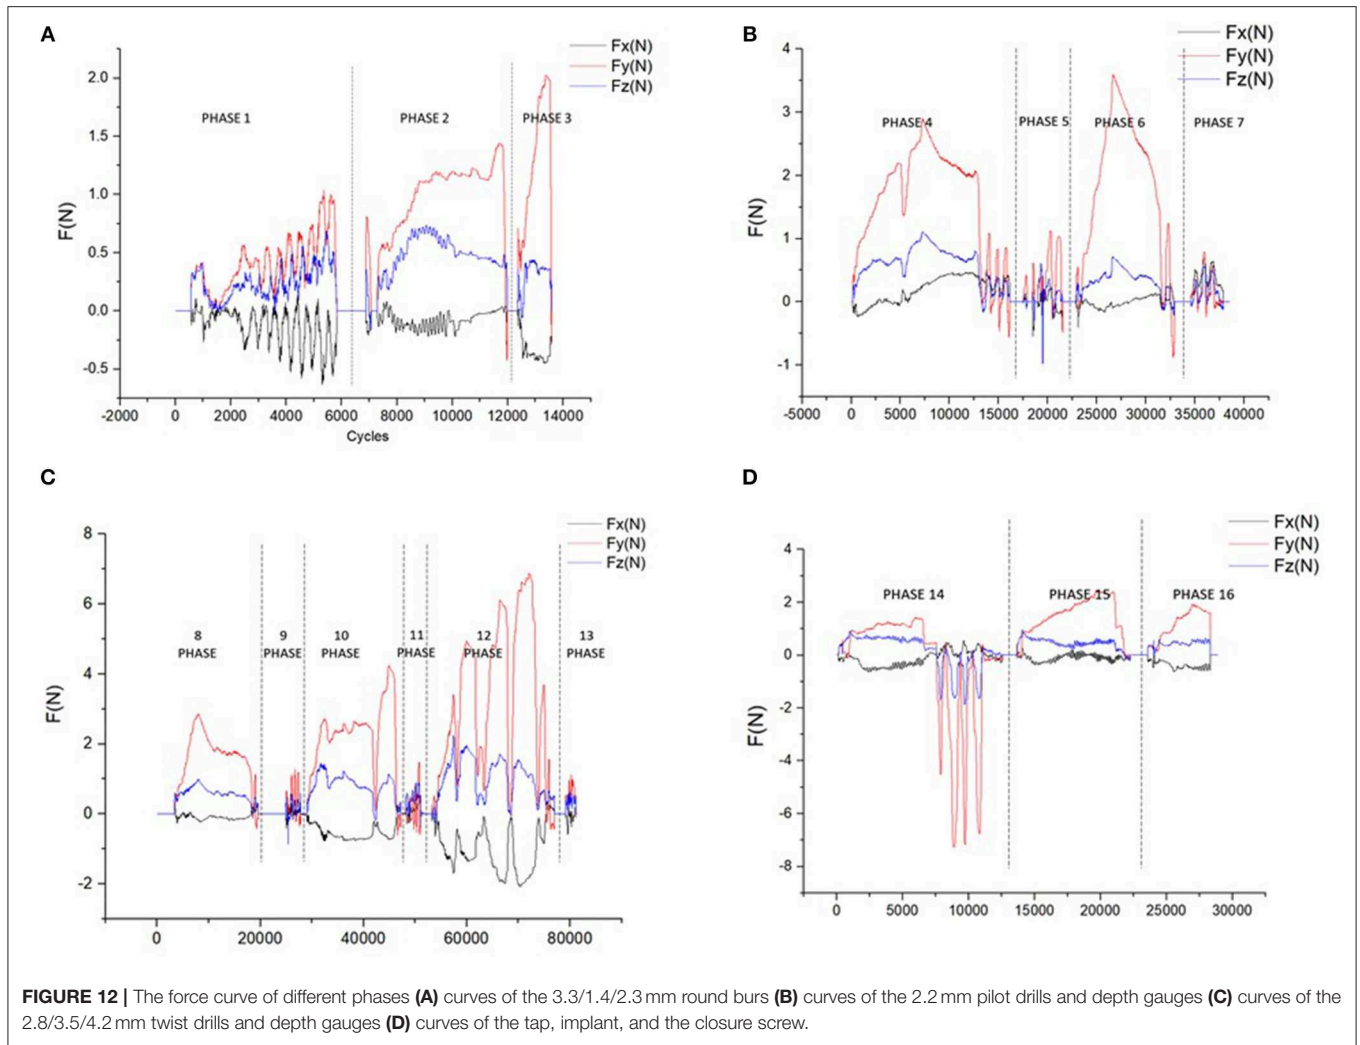 A
Fx(N)
Fy(N)
Fz(N)
PHASE 1
PHASE 2
PHASE 3
2.0
1.5
1.0
0.5
0.0
-0.5
F(N)
-2000 0 2000 4000 6000 8000 10000 12000 14000
Cycles
B
Fx(N)
Fy(N)
Fz(N)
PHASE 4
PHASE 5
PHASE 6
PHASE 7
4
3
2
1
0
-1
F(N)
-5000 0 5000 10000 15000 20000 25000 30000 35000 40000
C
Fx(N)
Fy(N)
Fz(N)
8 9 10 11 12 13
PHASE PHASE PHASE PHASE PHASE PHASE
8
6
4
2
0
-2
F(N)
0 20000 40000 60000 80000
D
Fx(N)
Fy(N)
Fz(N)
PHASE 14
PHASE 15
PHASE 16
4
2
0
-2
-4
-6
-8
F(N)
0 5000 10000 15000 20000 25000 30000
FIGURE 12 | The force curve of different phases (A) curves of the 3.3/1.4/2.3 mm round burs (B) curves of the 2.2 mm pilot drills and depth gauges (C) curves of the
2.8/3.5/4.2 mm twist drills and depth gauges (D) curves of the tap, implant, and the closure screw.